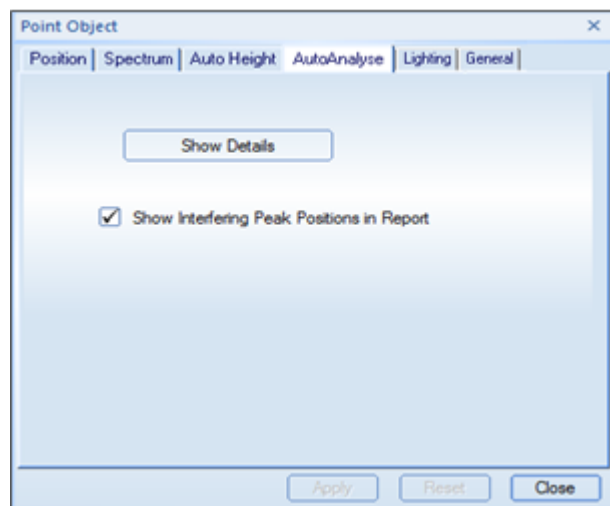 Point Object
Position Spectrum Auto Height AutoAnalyse Lighting General
Show Details
Show Interfering Peak Positions in Report
Apply Reset Close